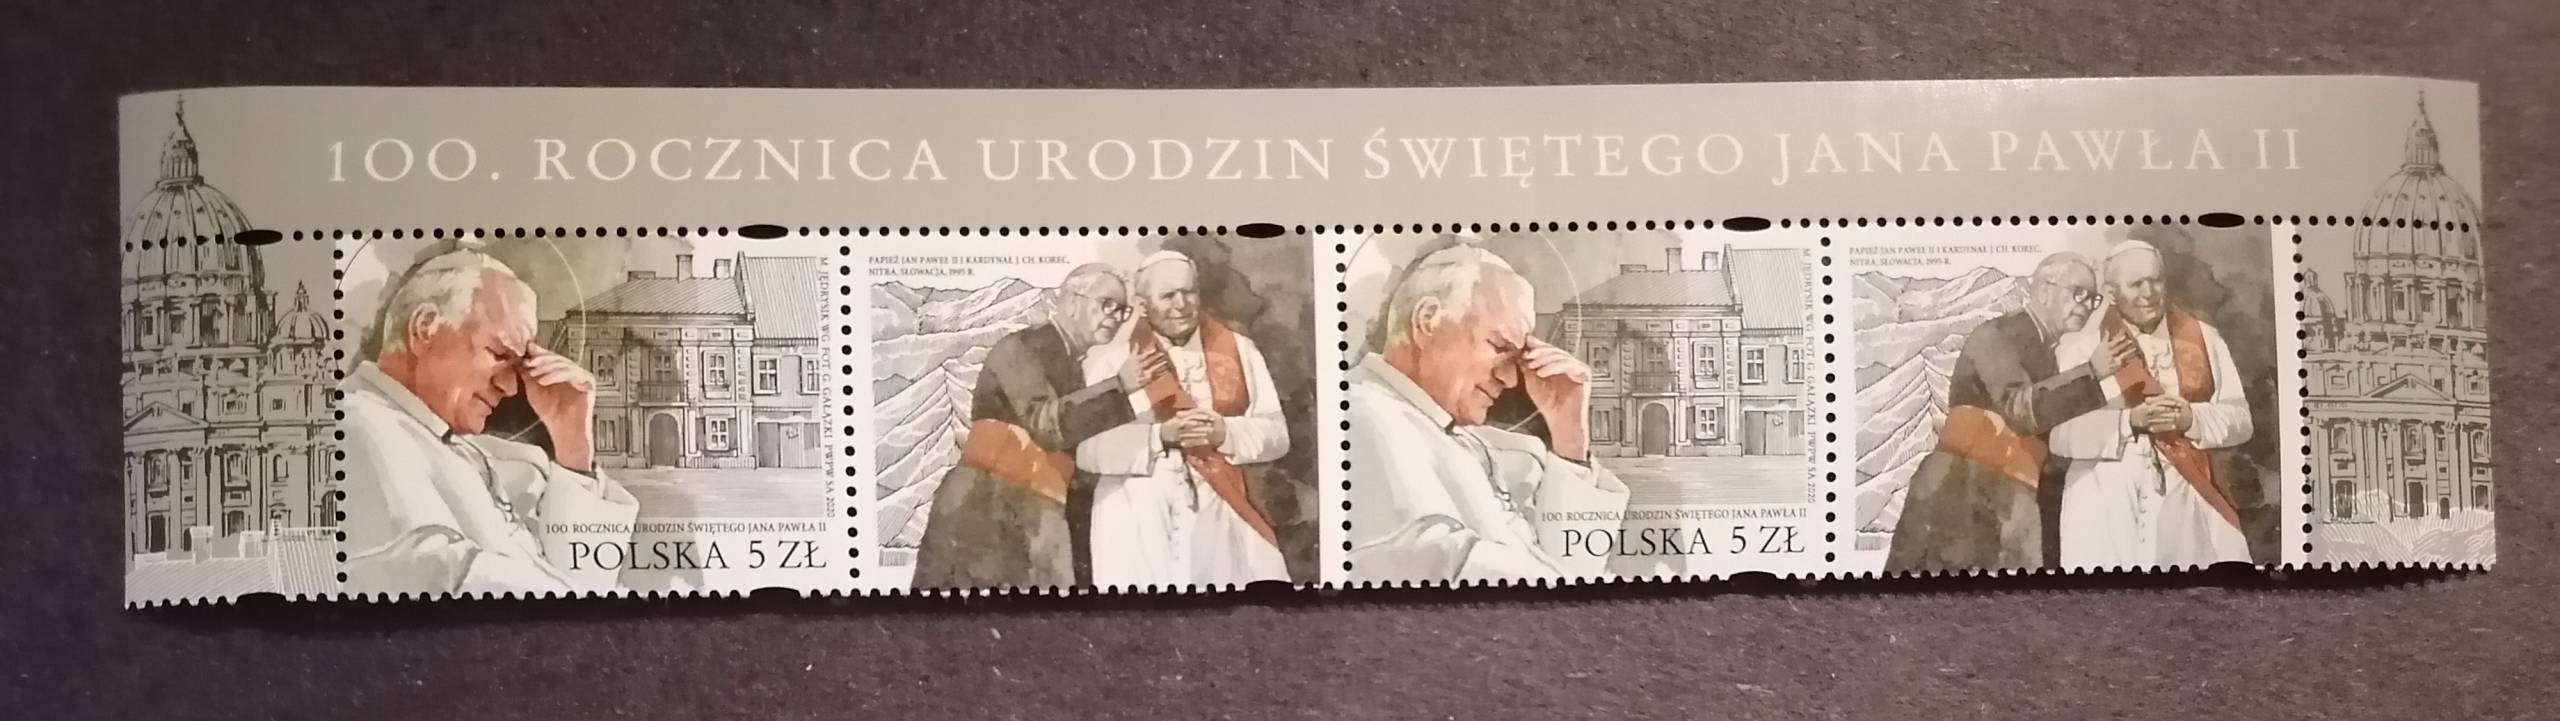 100. ROCZNICA URODZIN ŚWIĘTEGO JANA PAWŁA II
M. JĘDRYSIK WG FOT. G. GAŁĄZKI PWPW SA 2020
100. ROCZNICA URODZIN ŚWIĘTEGO JANA PAWŁA II
POLSKA 5 ZŁ
PAPIEŻ JAN PAWEŁ II I KARDYNAŁ J. CH. KOREC,
NITRA, SŁOWACJA, 1995 R.
M. JĘDRYSIK WG FOT. G. GAŁĄZKI PWPW SA 2020
100. ROCZNICA URODZIN ŚWIĘTEGO JANA PAWŁA II
POLSKA 5 ZŁ
PAPIEŻ JAN PAWEŁ II I KARDYNAŁ J. CH. KOREC,
NITRA, SŁOWACJA, 1995 R.